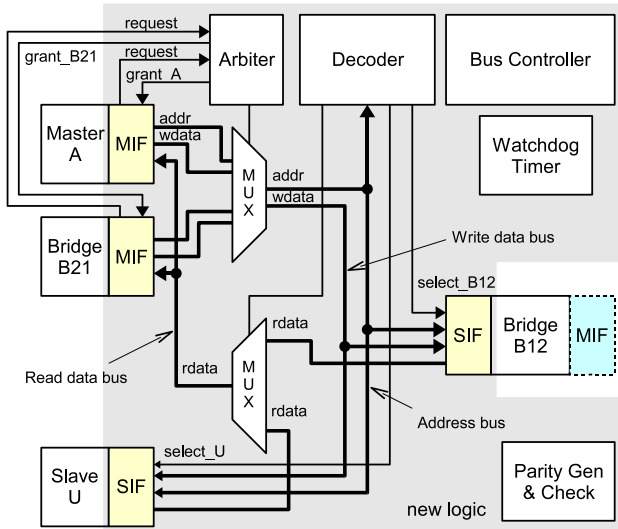 request
grant_B21
request
grant_A
Arbiter
Decoder
Bus Controller
Master
A
MIF
addr
wdata
MUX
addr
wdata
Watchdog
Timer
Bridge
B21
MIF
Write data bus
select_B12
rdata
SIF
Bridge
B12
MIF
MUX
rdata
rdata
Read data bus
Address bus
Slave
U
SIF
select_U
Parity Gen
& Check
new logic